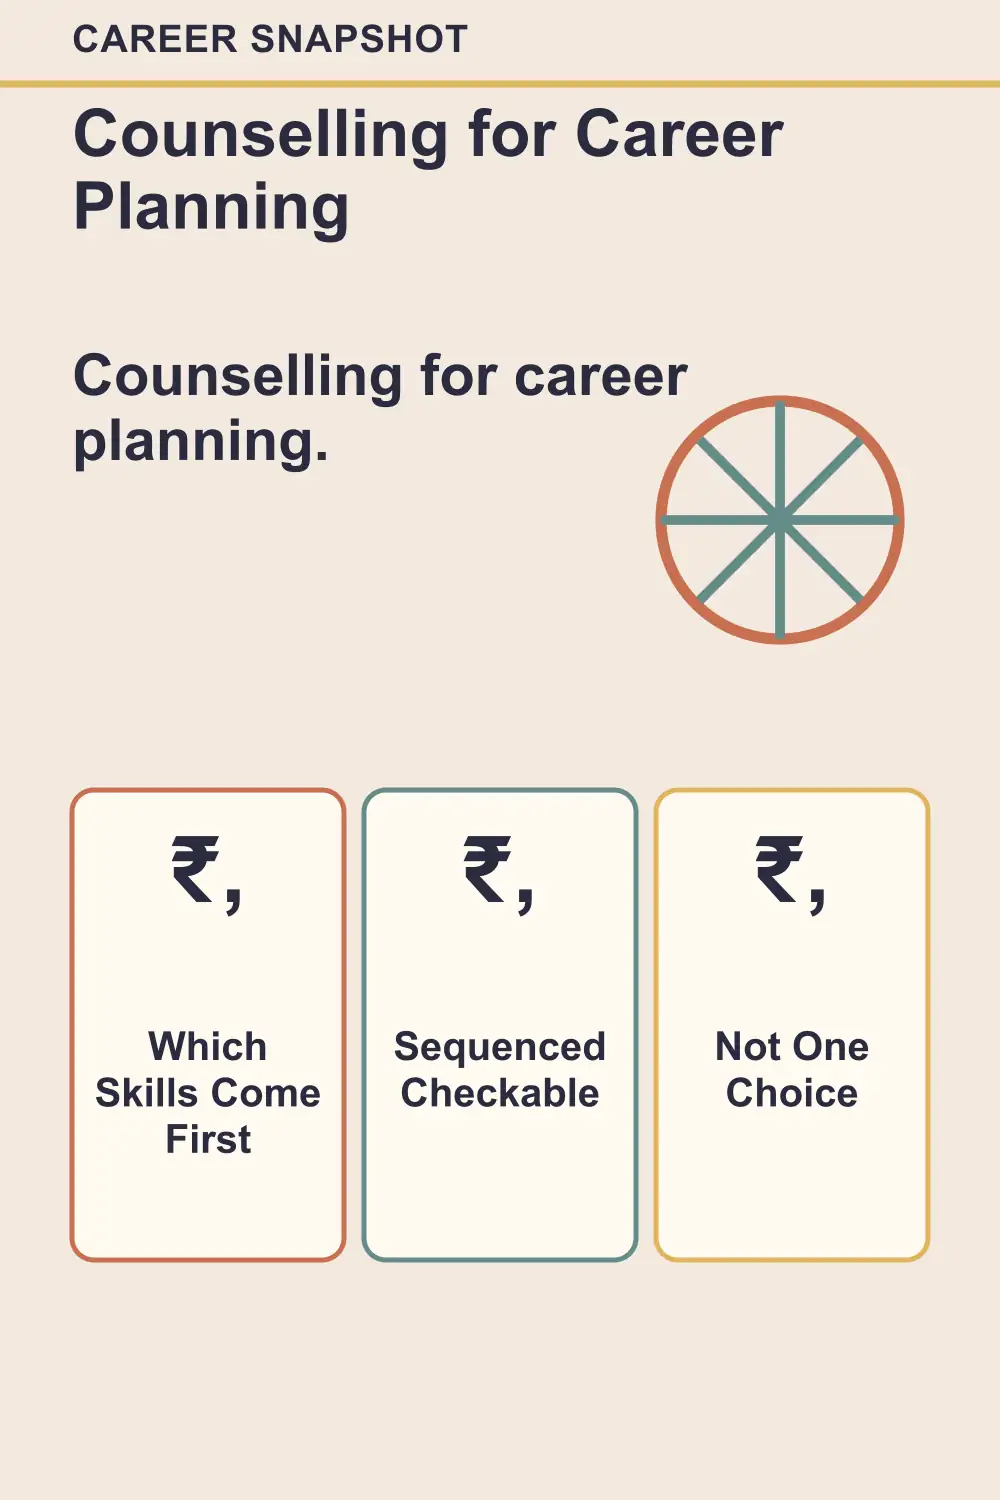 CAREER SNAPSHOT
Counselling for Career
Planning
Counselling for career
planning.
₹,
Which
Skills Come
First
₹,
Sequenced
Checkable
₹,
Not One
Choice